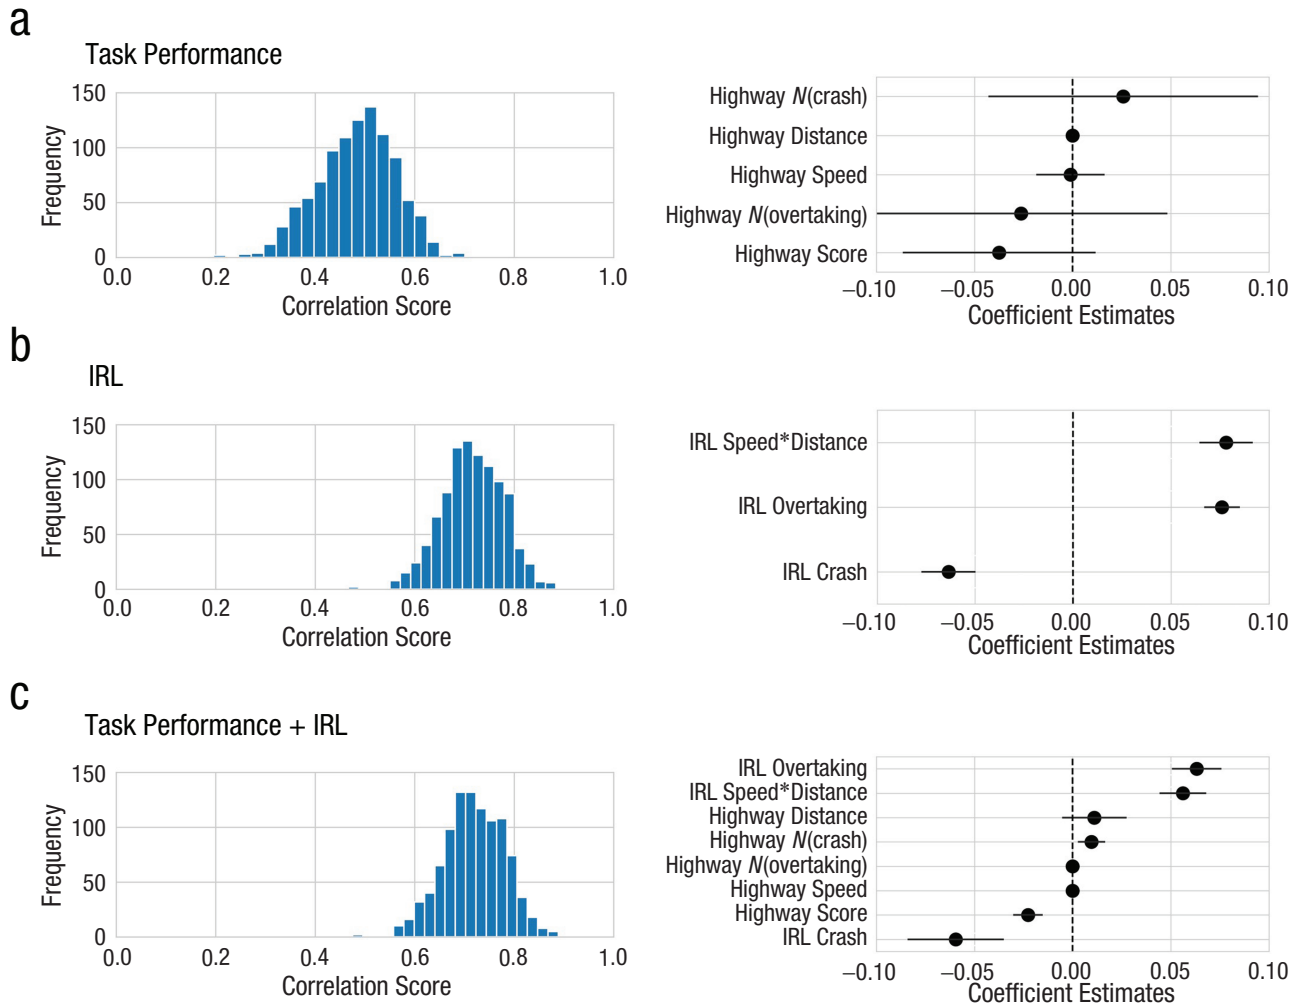 a
Task Performance
150
100
50
0
Frequency
0.0 0.2 0.4 0.6 0.8 1.0
Correlation Score
Highway N(crash)
Highway Distance
Highway Speed
Highway N(overtaking)
Highway Score
−0.10 −0.05 0.00 0.05 0.10
Coefficient Estimates
b
IRL
150
100
50
0
Frequency
0.0 0.2 0.4 0.6 0.8 1.0
Correlation Score
IRL Speed*Distance
IRL Overtaking
IRL Crash
−0.10 −0.05 0.00 0.05 0.10
Coefficient Estimates
c
Task Performance + IRL
150
100
50
0
Frequency
0.0 0.2 0.4 0.6 0.8 1.0
Correlation Score
IRL Overtaking
IRL Speed*Distance
Highway Distance
Highway N(crash)
Highway N(overtaking)
Highway Speed
Highway Score
IRL Crash
−0.10 −0.05 0.00 0.05 0.10
Coefficient Estimates